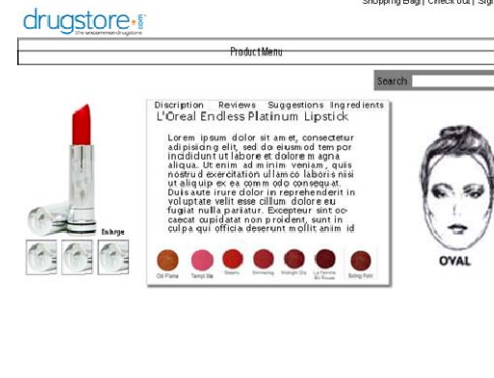 Shopping Bag| Check out| Sig
drugstore.com
the uncommon drugstore
Product Menu
Search
Discription Reviews Suggestions Ingredients
L'Oreal Endless Platinum Lipstick
Lorem ipsum dolor sit amet, consectetur
adipisicing elit, sed do eiusmod tempor
incididunt ut labore et dolore magna
aliqua. Ut enim ad minim veniam, quis
nostrud exercitation ullamco laboris nisi
ut aliquip ex ea commodo consequat.
Duis aute irure dolor in reprehenderit in
voluptate velit esse cillum dolore eu
fugiat nulla pariatur. Excepteur sint oc-
caecat cupidatat non proident, sunt in
culpa qui officia deserunt mollit anim id
Enlarge
OVAL